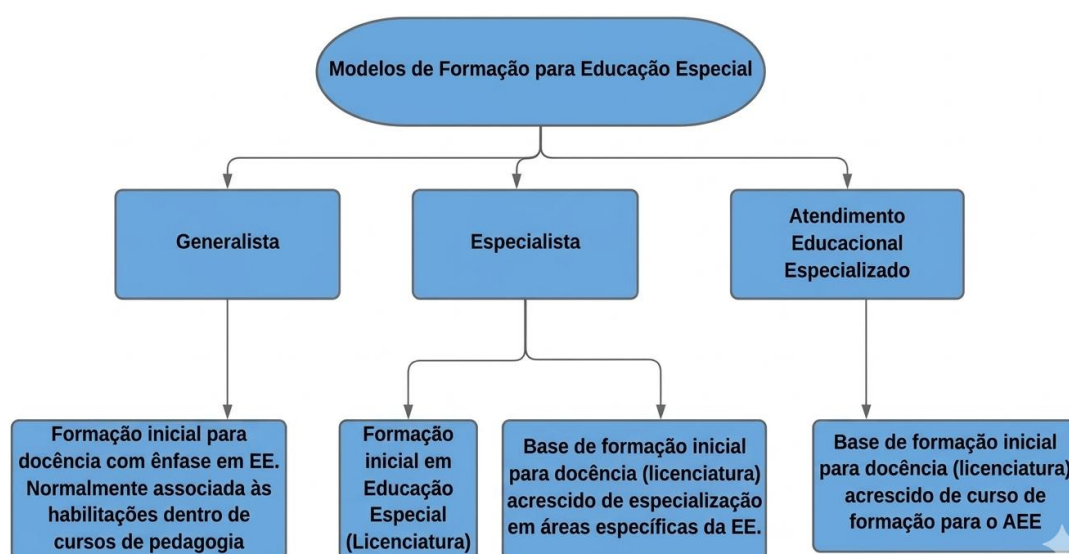 Modelos de Formação para Educação Especial
Generalista
Especialista
Atendimento
Educacional
Especializado
Formação inicial para
docência com ênfase em EE.
Normalmente associada às
habilitações dentro de
cursos de pedagogia
Formação
inicial em
Educação
Especial
(Licenciatura)
Base de formação inicial
para docência (licenciatura)
acrescido de especialização
em áreas específicas da EE.
Base de formação inicial
para docência (licenciatura)
acrescido de curso de
formação para o AEE